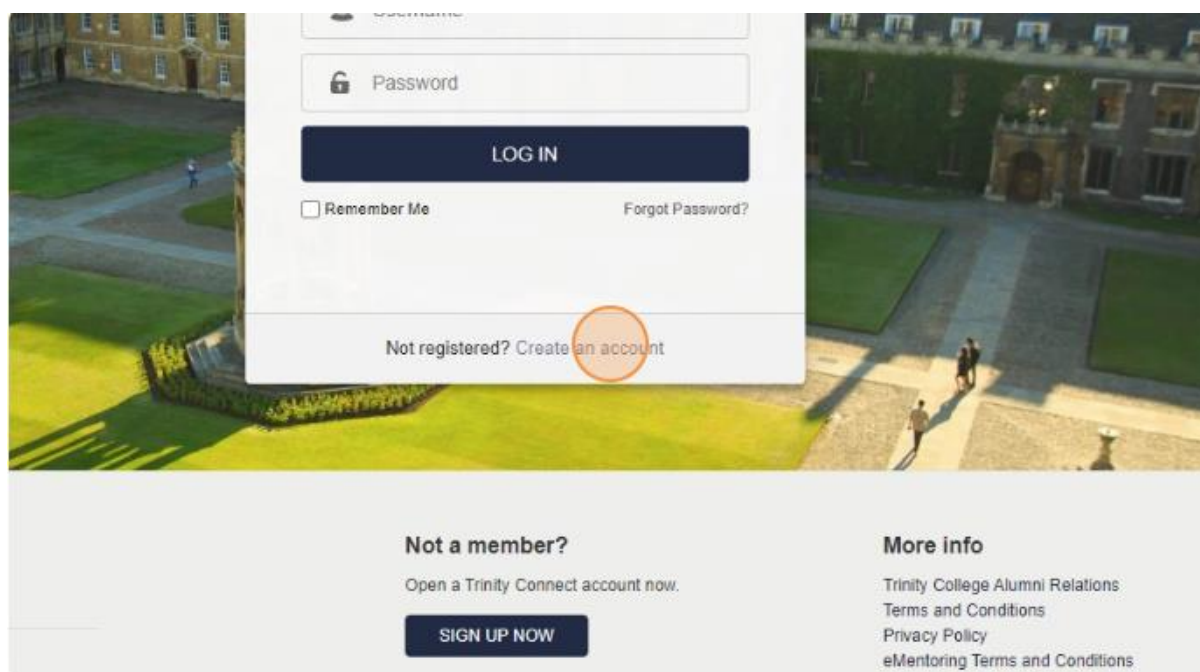 Username
Password
LOG IN
Remember Me
Forgot Password?
Not registered? Create an account
Not a member?
Open a Trinity Connect account now.
SIGN UP NOW
More info
Trinity College Alumni Relations
Terms and Conditions
Privacy Policy
eMentoring Terms and Conditions